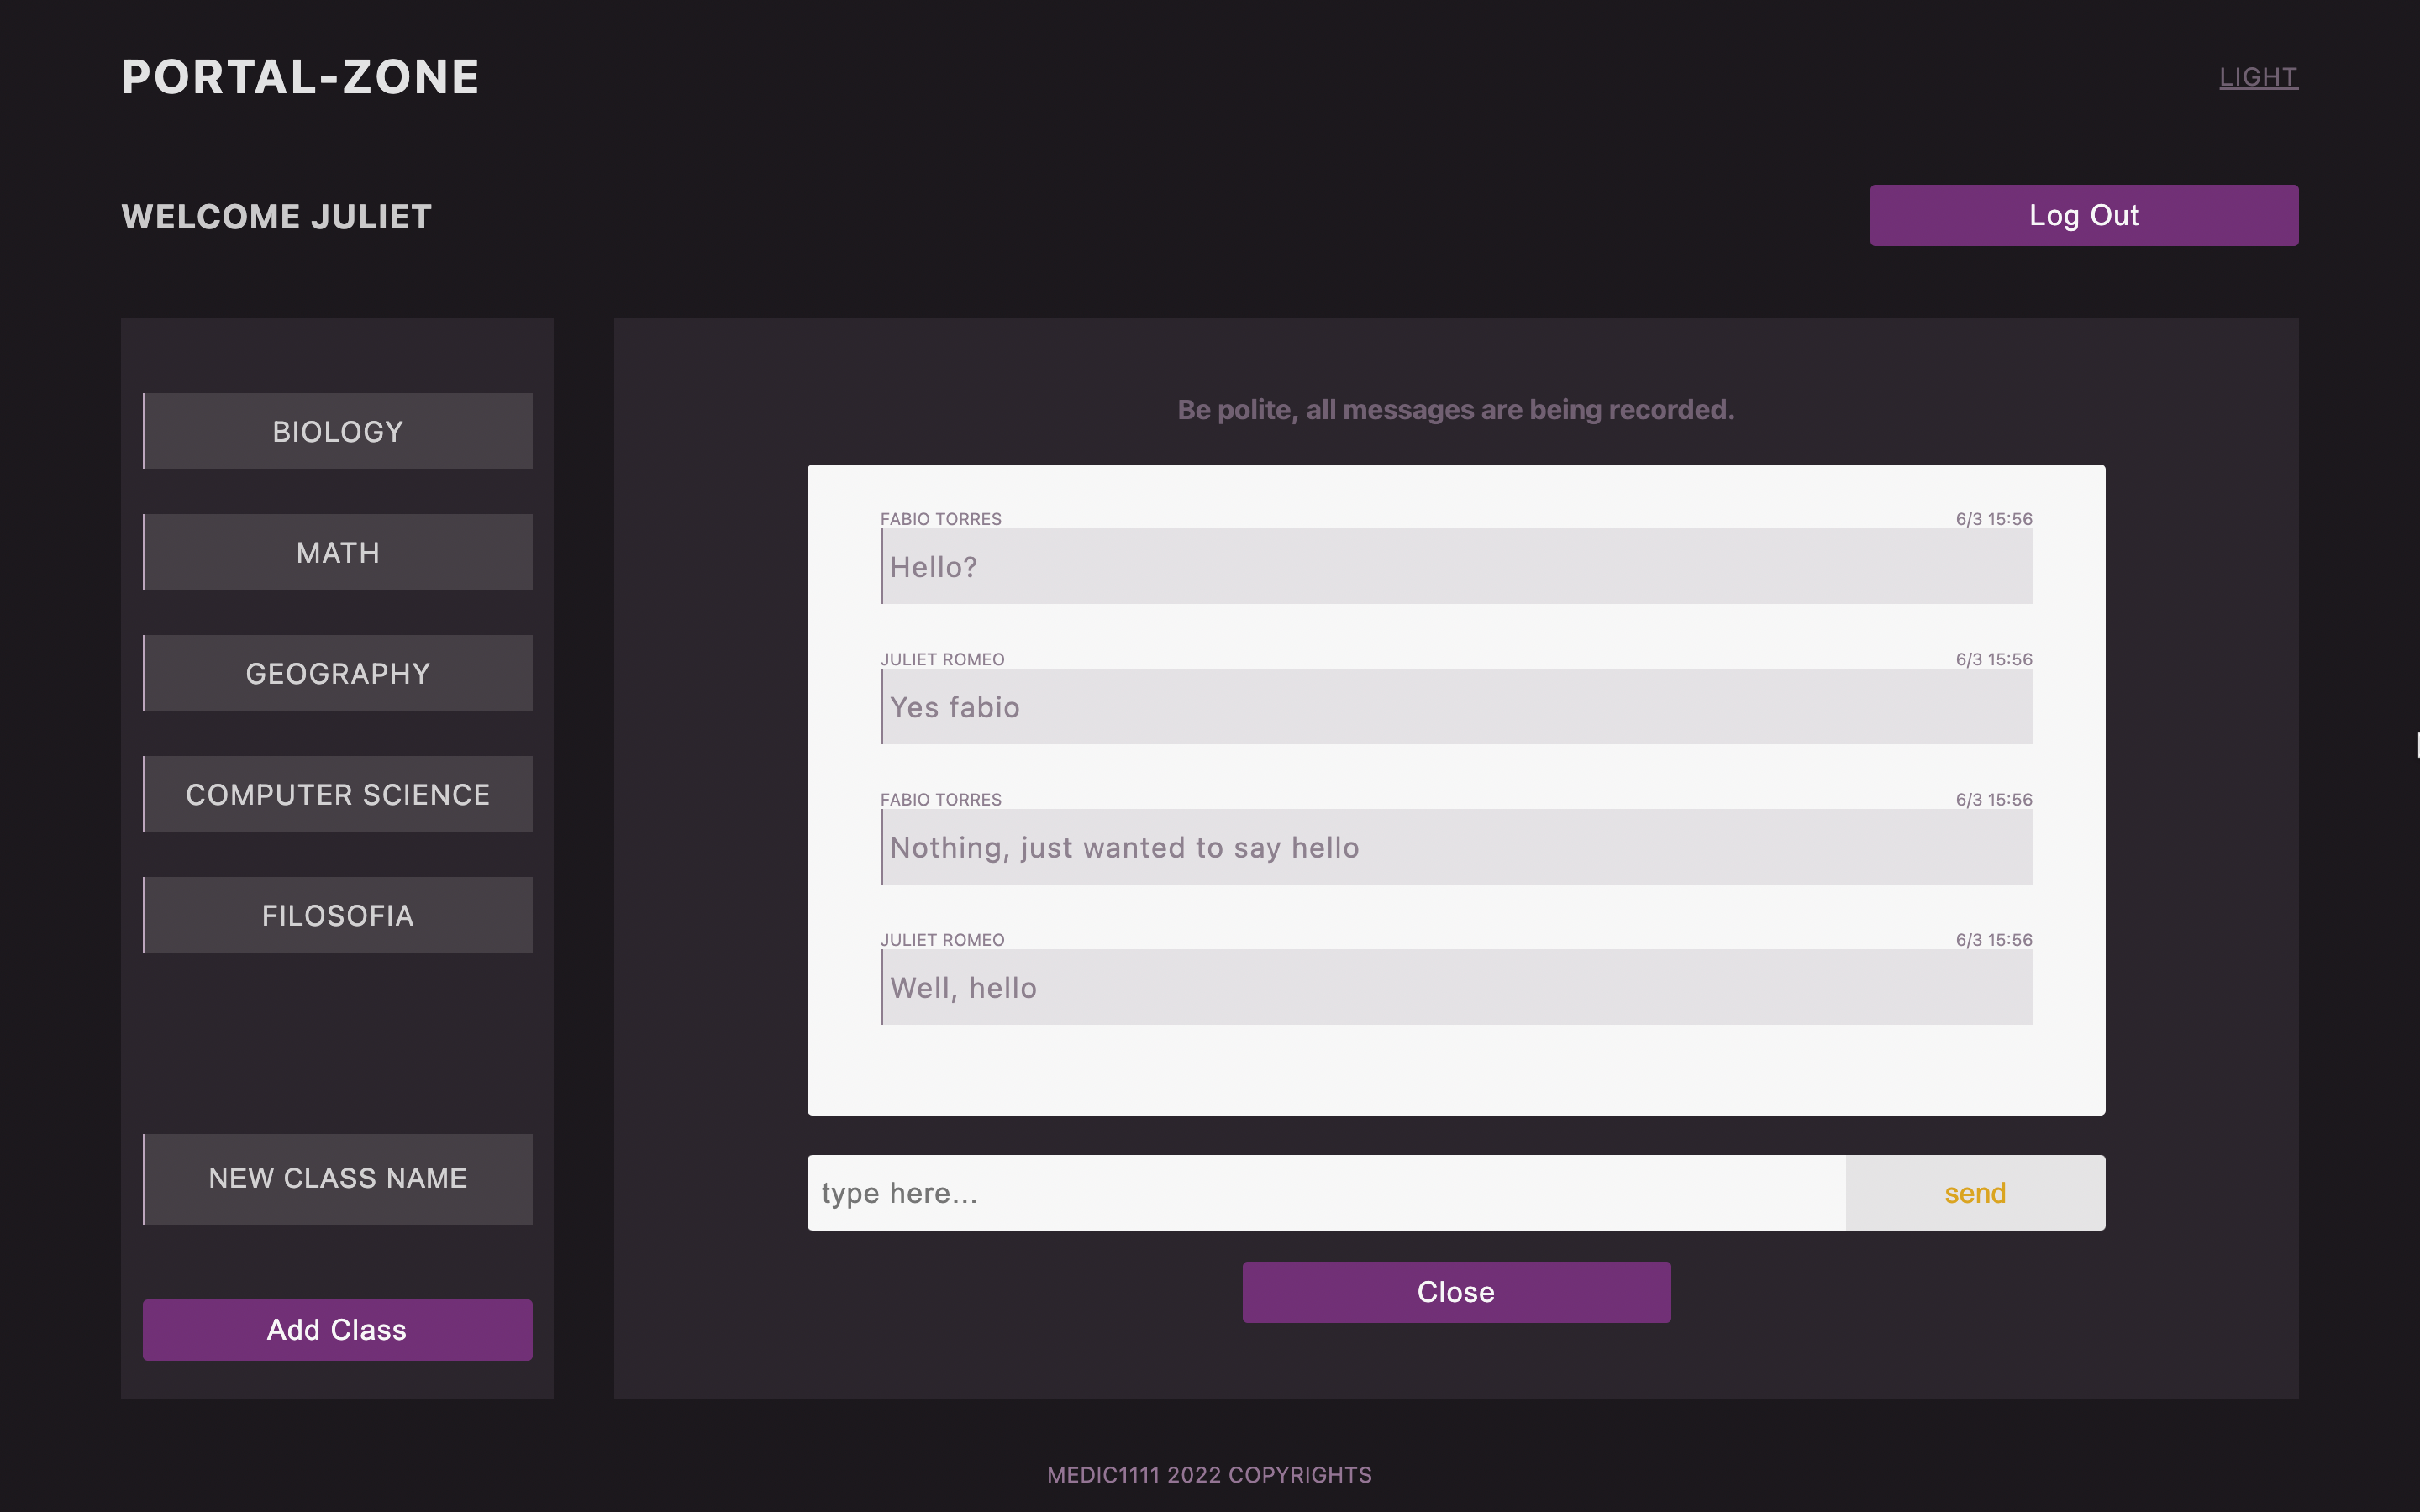 PORTAL-ZONE
LIGHT
WELCOME JULIET
Log Out
BIOLOGY
MATH
GEOGRAPHY
COMPUTER SCIENCE
FILOSOFIA
NEW CLASS NAME
Add Class
Be polite, all messages are being recorded.
FABIO TORRES 6/3 15:56
Hello?
JULIET ROMEO 6/3 15:56
Yes fabio
FABIO TORRES 6/3 15:56
Nothing, just wanted to say hello
JULIET ROMEO 6/3 15:56
Well, hello
type here...
send
Close
MEDIC1111 2022 COPYRIGHTS